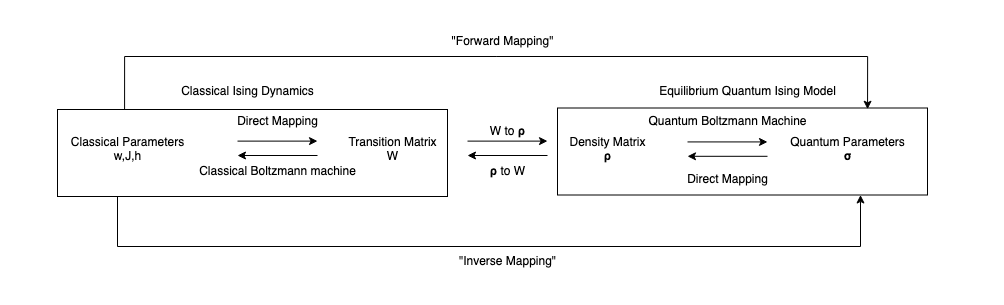 "Forward Mapping"
Classical Ising Dynamics
Equilibrium Quantum Ising Model
Direct Mapping
Classical Parameters
w,J,h
Transition Matrix
W
Classical Boltzmann machine
W to ρ
ρ to W
Quantum Boltzmann Machine
Density Matrix
ρ
Quantum Parameters
σ
Direct Mapping
"Inverse Mapping"